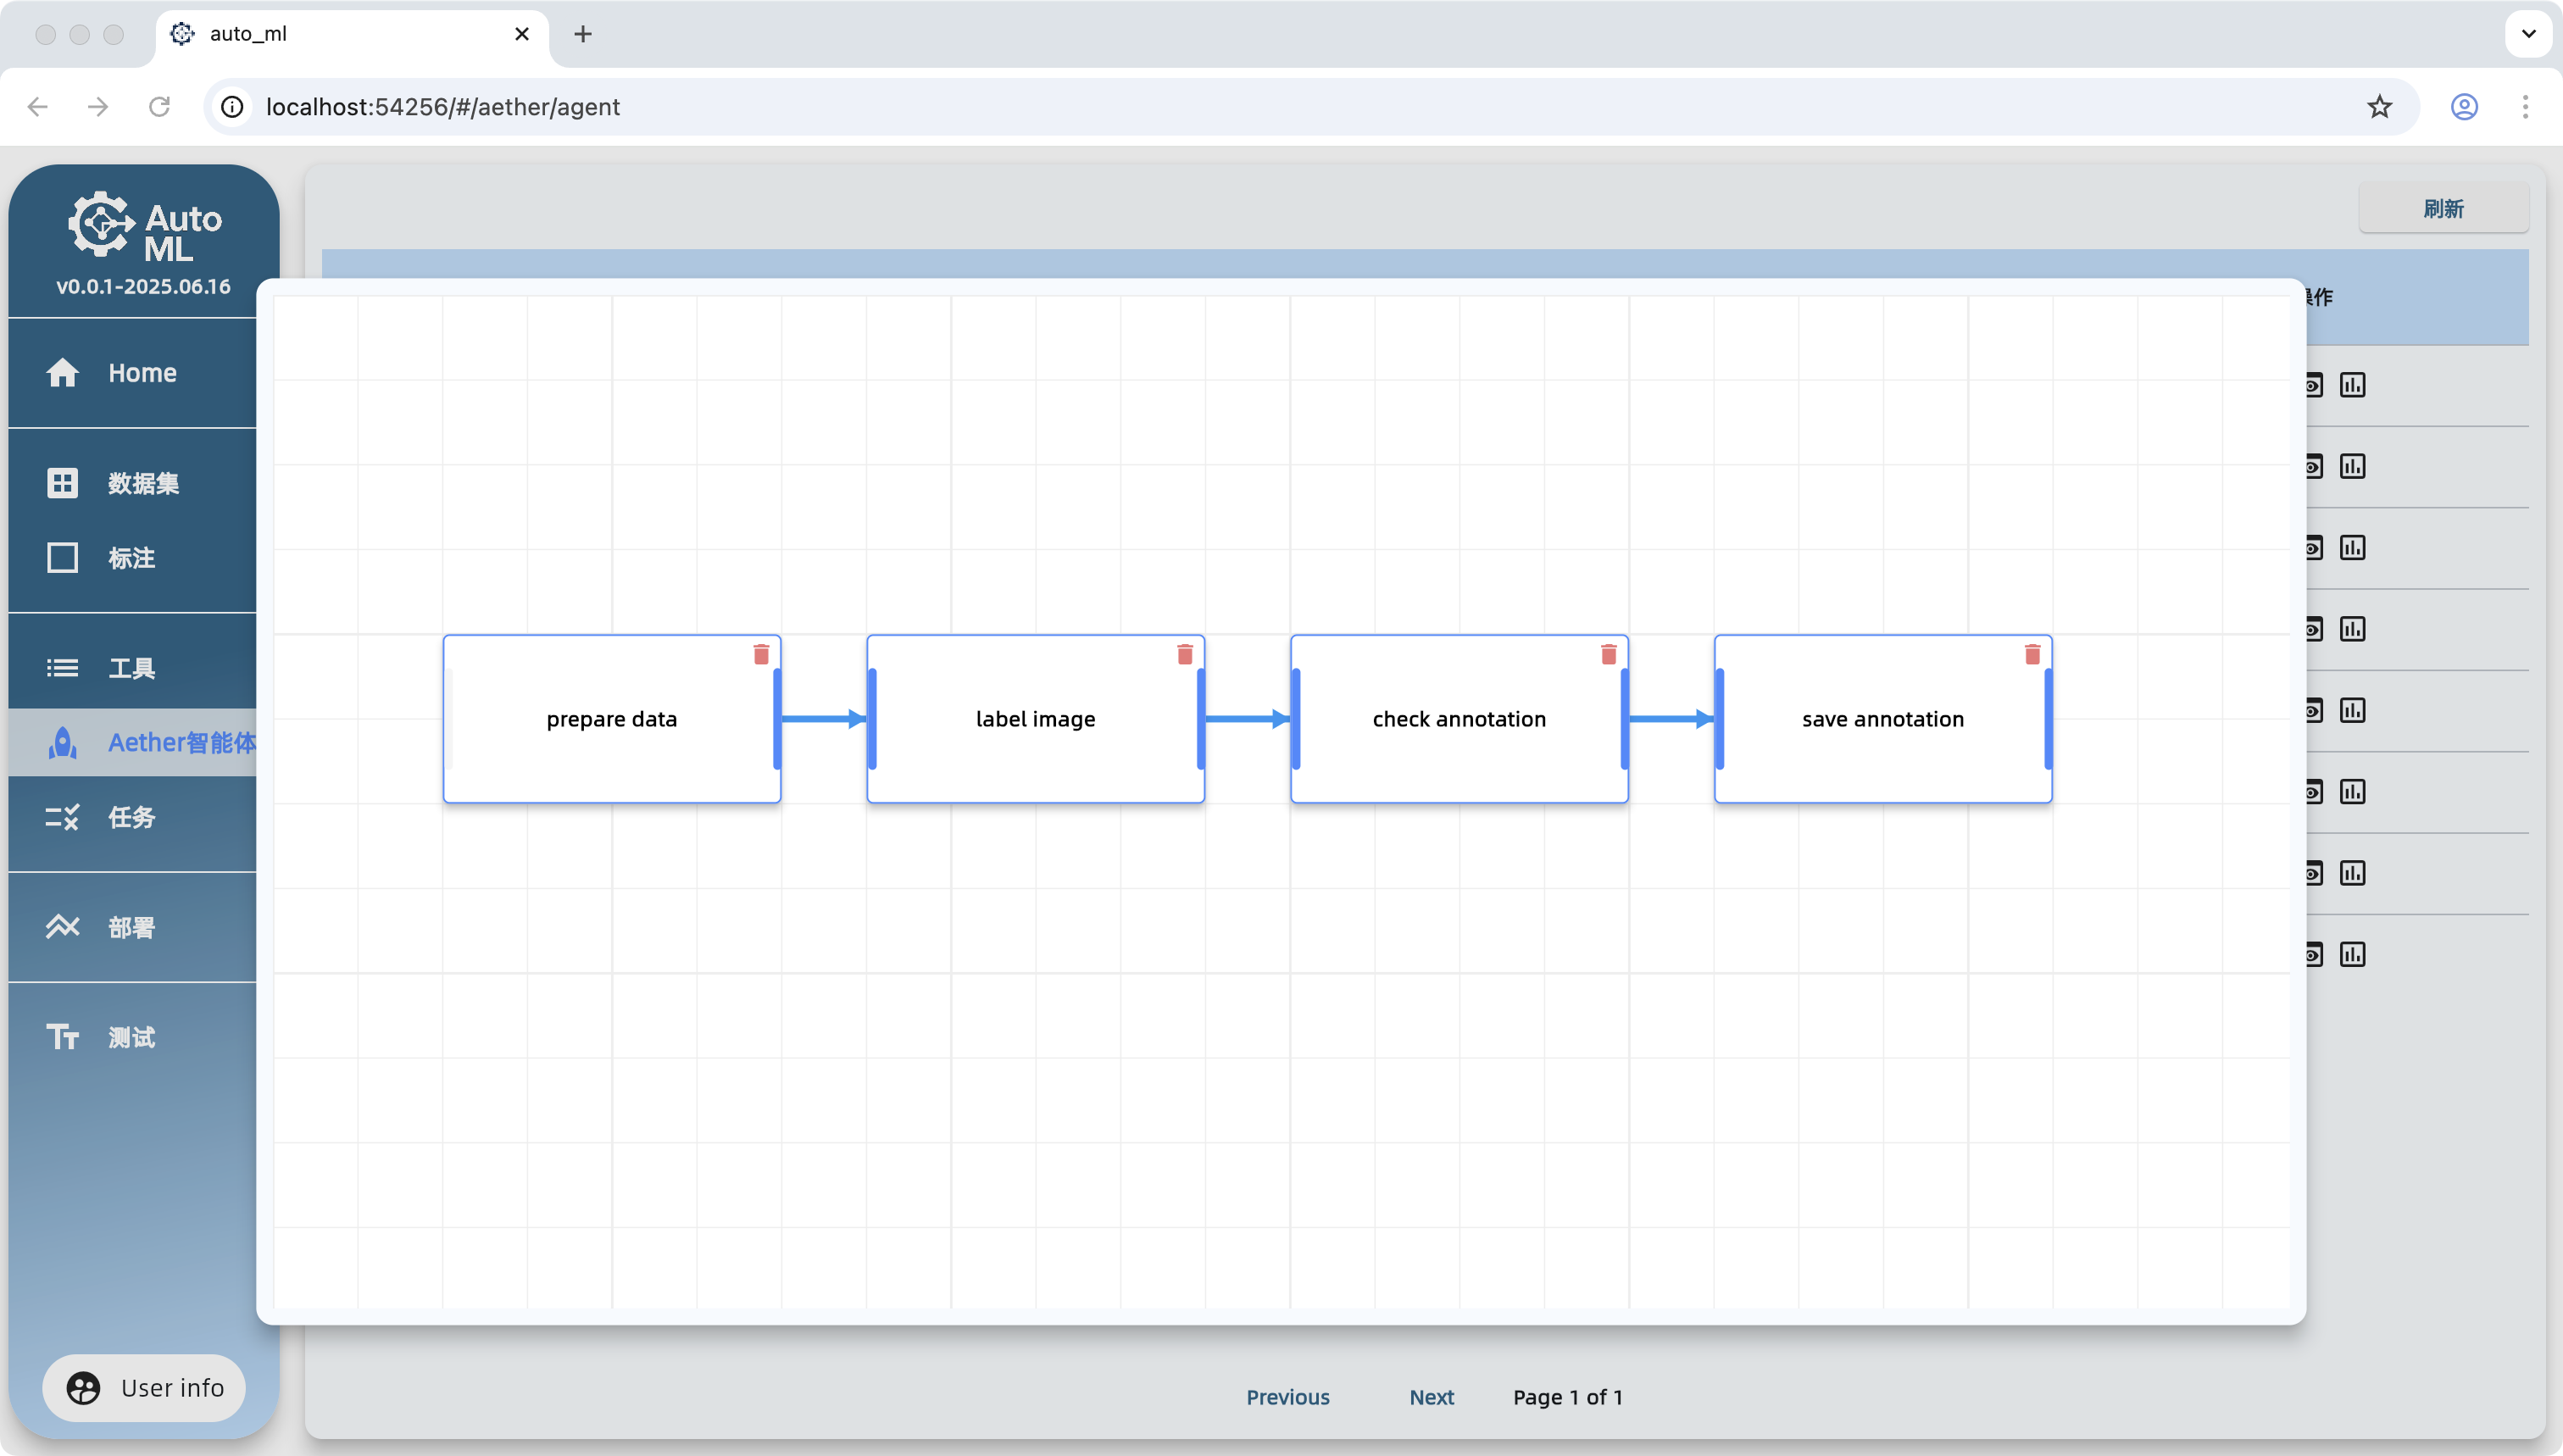 auto_ml
localhost:54256/#/aether/agent
Auto
ML
v0.0.1-2025.06.16
Home
数据集
标注
工具
Aether智能体
任务
部署
测试
User info
刷新
操作
prepare data
label image
check annotation
save annotation
Previous
Next
Page 1 of 1